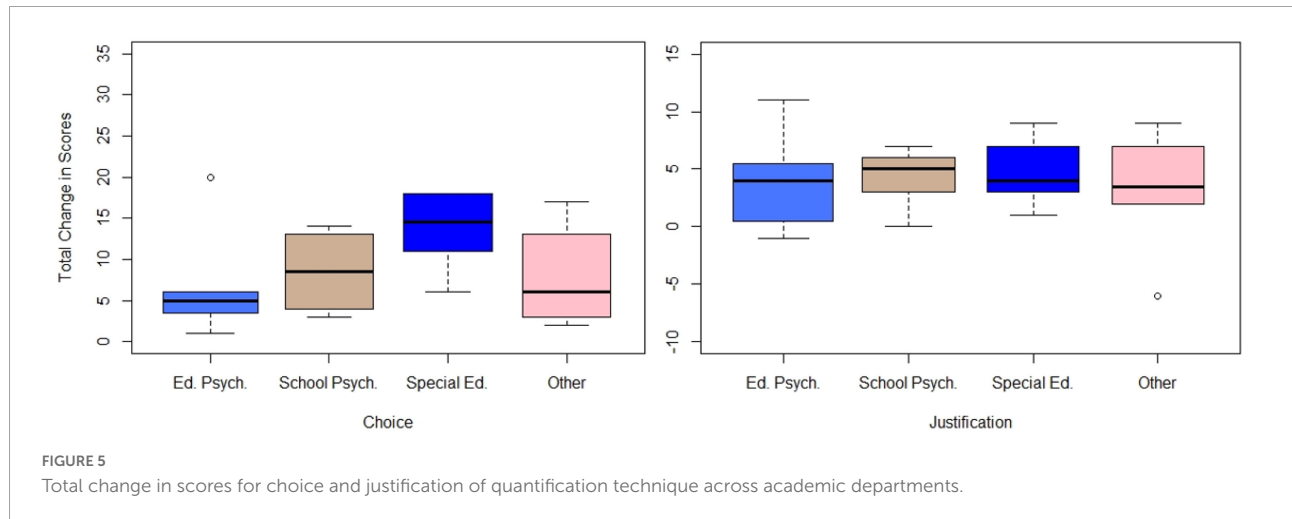 Total Change in Scores
35
30
25
20
15
10
5
0
Ed. Psych. School Psych. Special Ed. Other
Choice
15
10
5
0
-5
-10
Ed. Psych. School Psych. Special Ed. Other
Justification
FIGURE 5
Total change in scores for choice and justification of quantification technique across academic departments.